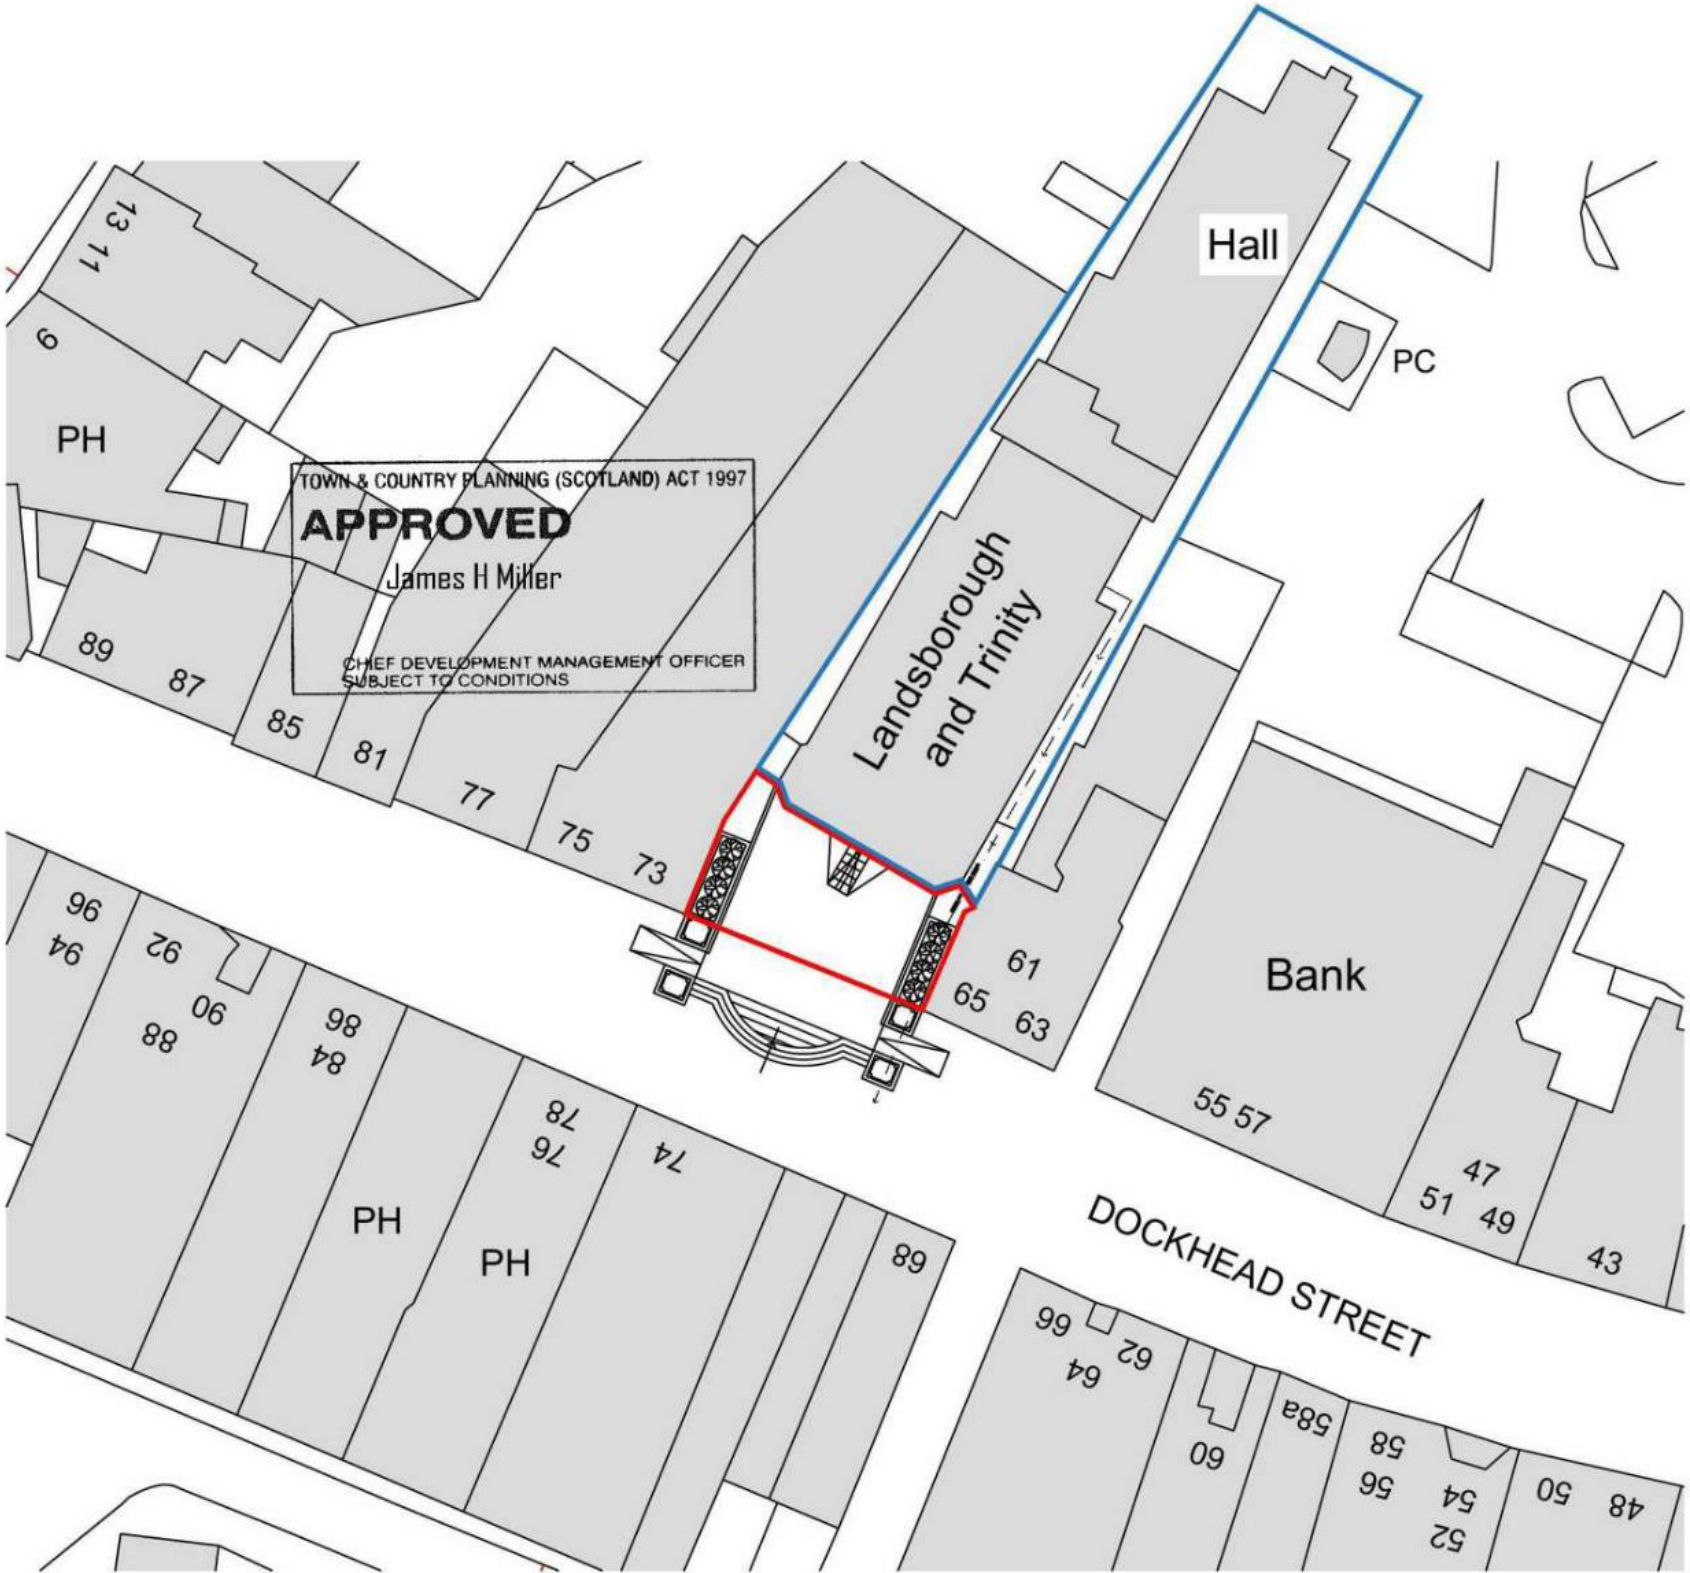 Hall
13 11
9
PC
PH
TOWN & COUNTRY PLANNING (SCOTLAND) ACT 1997
APPROVED
James H Miller
CHIEF DEVELOPMENT MANAGEMENT OFFICER
SUBJECT TO CONDITIONS
Landsborough
and Trinity
89
87
85
81
77
75
73
61
65
63
Bank
55 57
47
51 49
43
96
94
92
90
88
86
84
PH
78
76
PH
74
68
DOCKHEAD STREET
66
64
62
60
58a
58
56
54
52
50
48